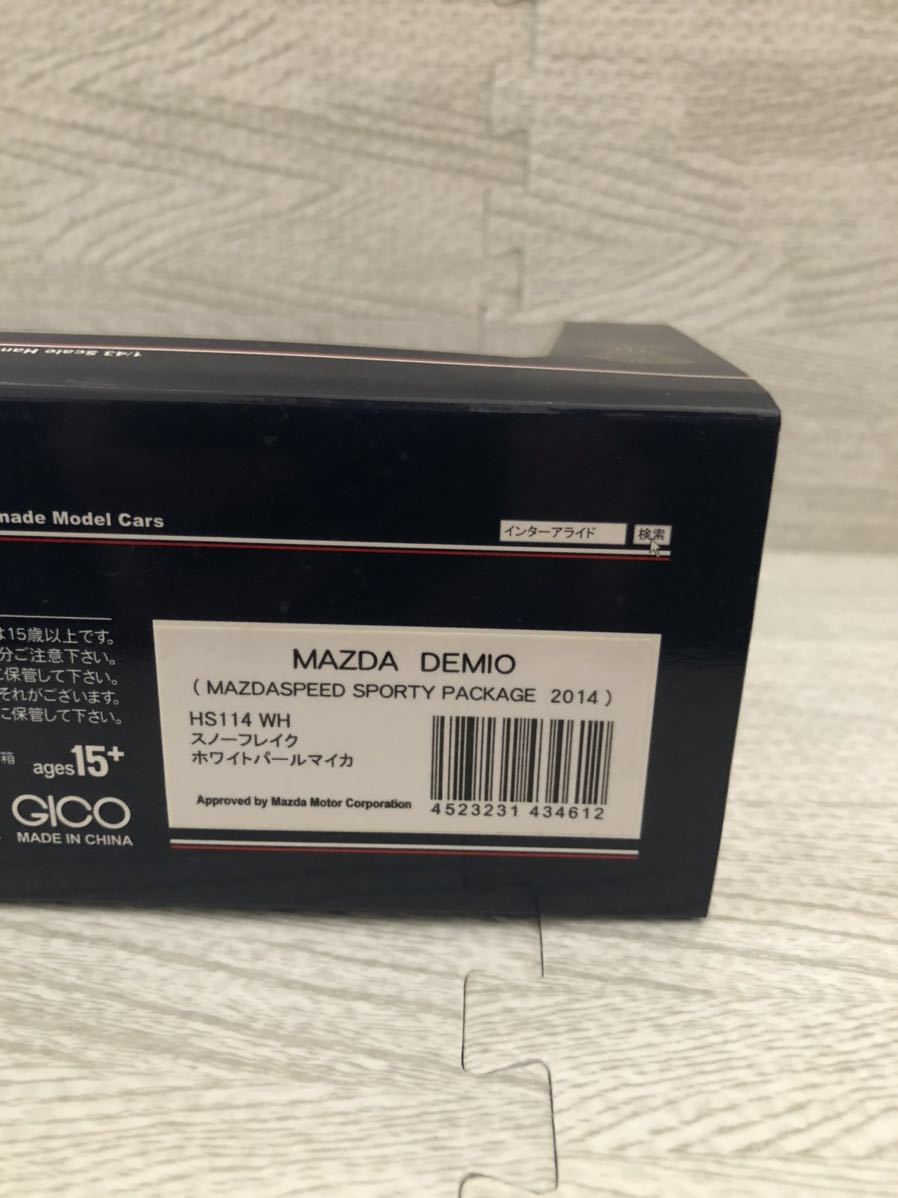 1/43 Scale Han
made Model Cars
インターアライド 検索
は15歳以上です。
分ご注意下さい。
に保管して下さい。
それがございます。
に保管して下さい。
箱
ages15+
GICO
MADE IN CHINA
MAZDA DEMIO
( MAZDASPEED SPORTY PACKAGE 2014 )
HS114 WH
スノーフレイク
ホワイトパールマイカ
Approved by Mazda Motor Corporation
4523231 434612